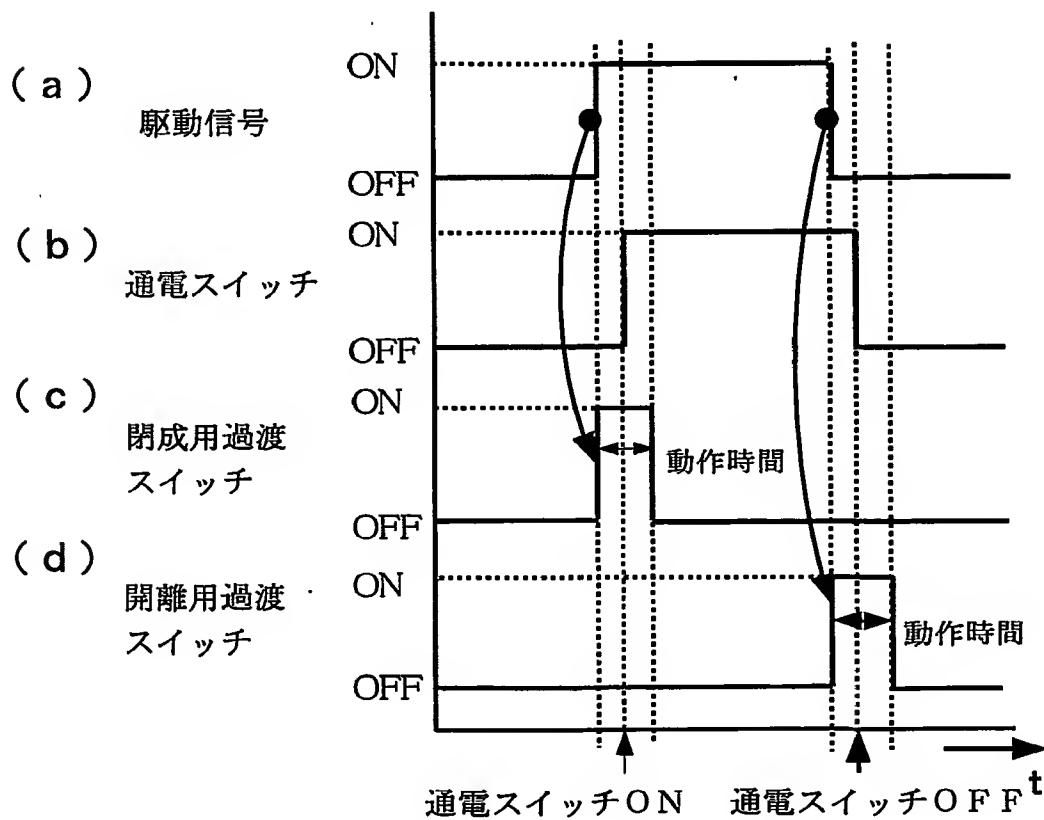 (a)
駆動信号
ON
OFF
(b)
通電スイッチ
ON
OFF
(c)
閉成用過渡
スイッチ
ON
動作時間
OFF
(d)
開離用過渡
スイッチ
ON
動作時間
OFF
t
通電スイッチON
通電スイッチOFF